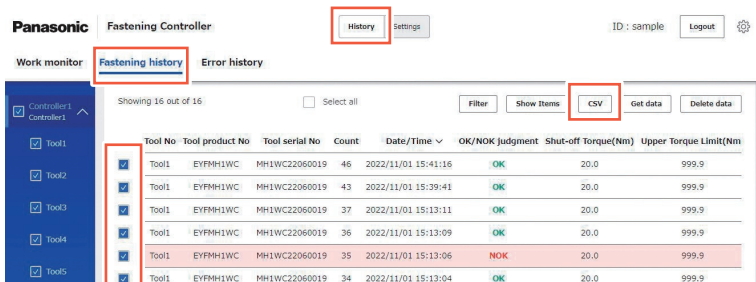 Panasonic Fastening Controller History Settings ID : sample Logout
Work monitor Fastening history Error history
Controller1
Controller1
Tool1
Tool2
Tool3
Tool4
Tool5
Showing 16 out of 16 Select all Filter Show Items CSV Get data Delete data
Tool No Tool product No Tool serial No Count Date/Time OK/NOK Judgment Shut-off Torque(Nm) Upper Torque Limit(Nm
Tool1 EYFMH1WC MH1WC22060019 46 2022/11/01 15:41:16 OK 20.0 999.9
Tool1 EYFMH1WC MH1WC22060019 43 2022/11/01 15:39:41 OK 20.0 999.9
Tool1 EYFMH1WC MH1WC22060019 37 2022/11/01 15:13:11 OK 20.0 999.9
Tool1 EYFMH1WC MH1WC22060019 36 2022/11/01 15:13:09 OK 20.0 999.9
Tool1 EYFMH1WC MH1WC22060019 35 2022/11/01 15:13:06 NOK 20.0 999.9
Tool1 EYFMH1WC MH1WC22060019 34 2022/11/01 15:13:04 OK 20.0 999.9